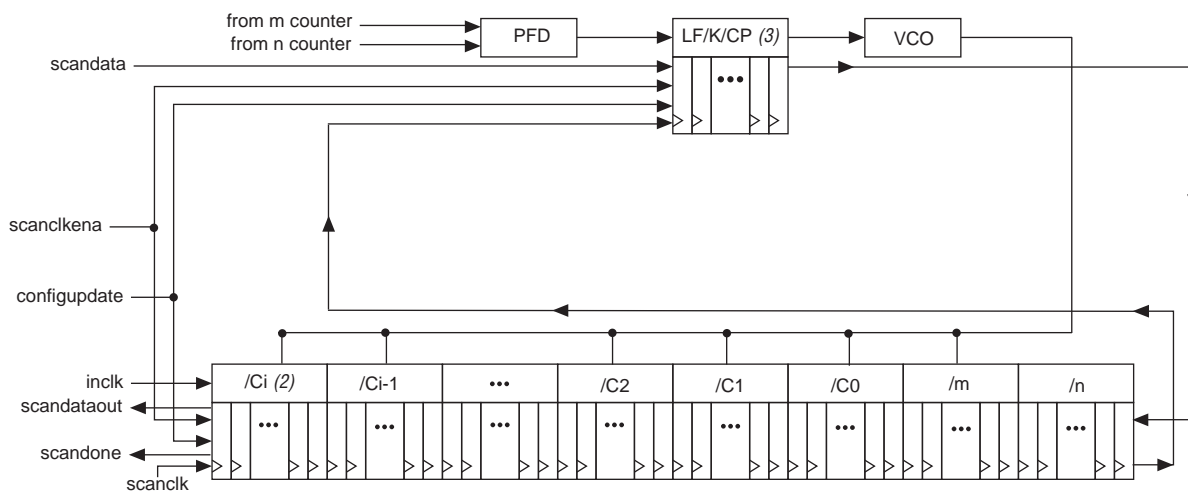 from m counter
from n counter
PFD
LF/K/CP (3)
VCO
scandata
scanclkena
configupdate
inclk
/Ci (2)
/Ci-1
/C2
/C1
/C0
/m
/n
scandataout
scandone
scanclk